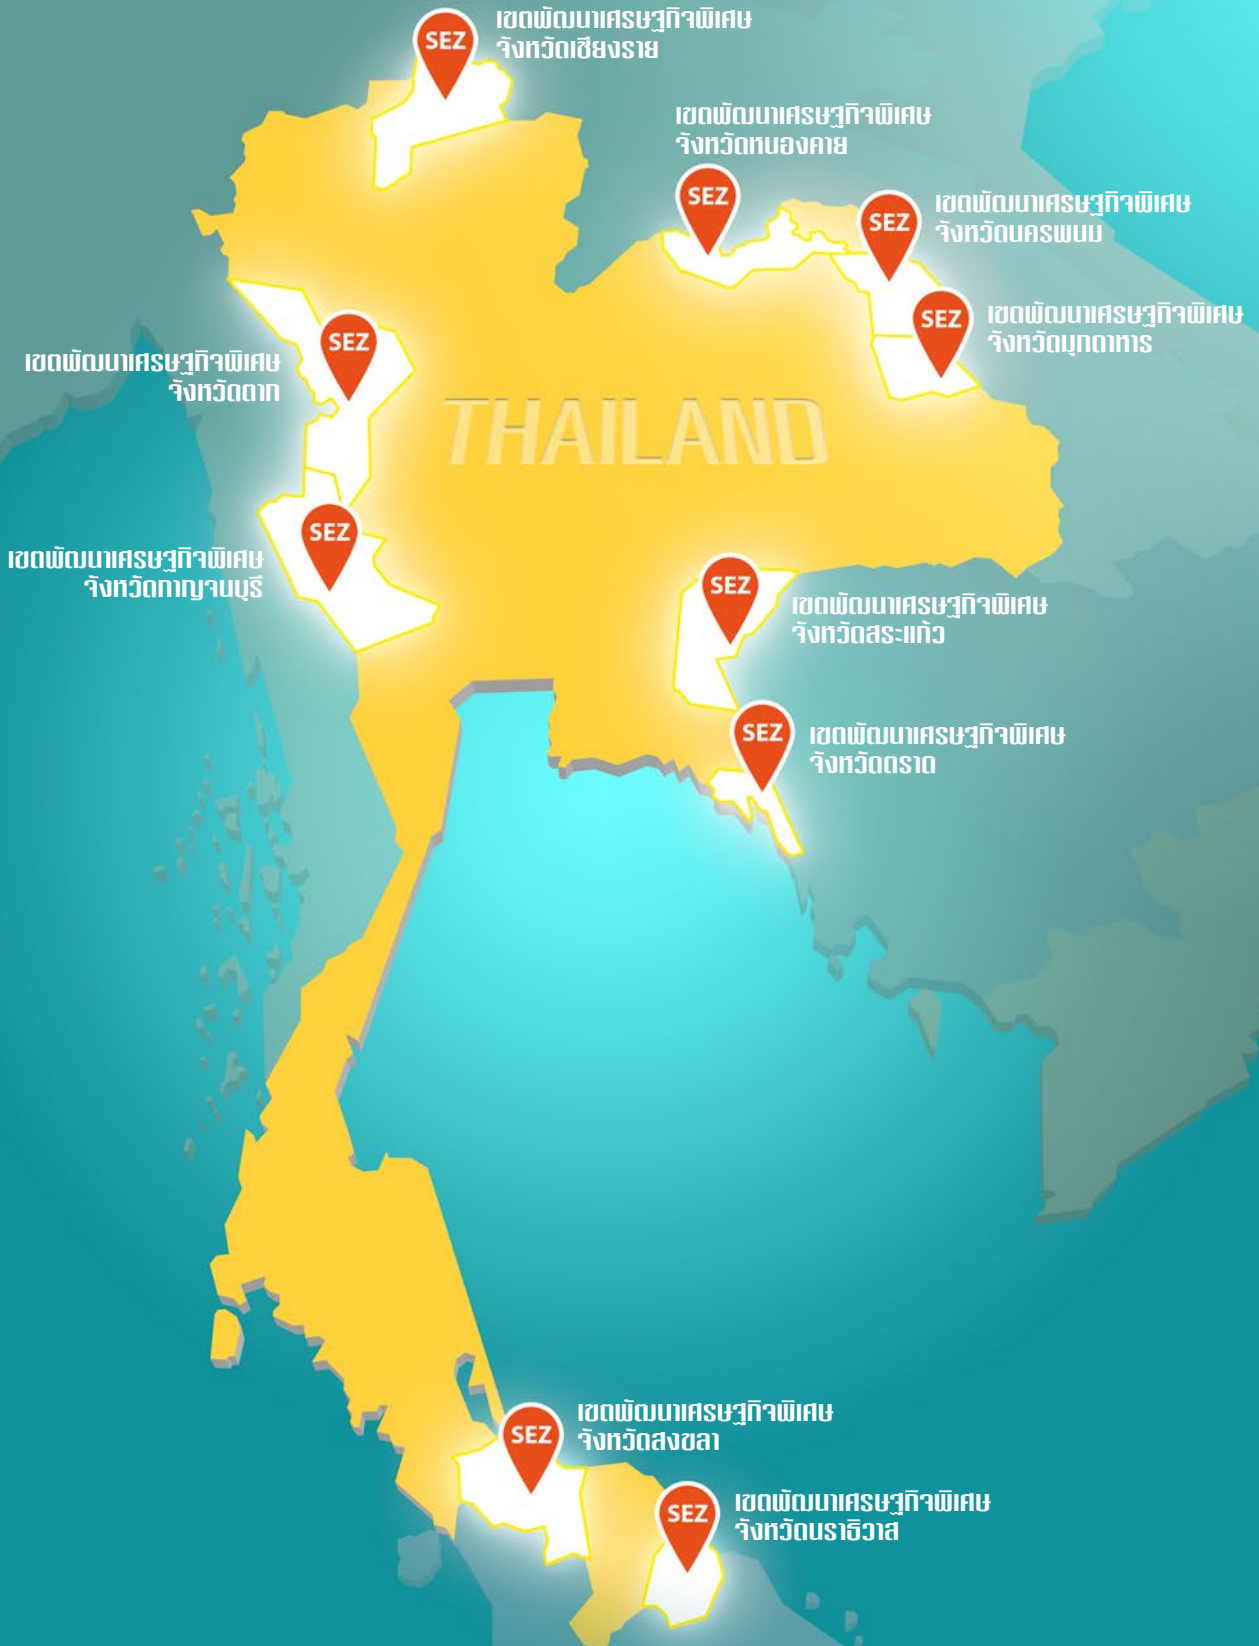 เขตพัฒนาเศรษฐกิจพิเศษ
จังหวัดเชียงราย
SEZ
เขตพัฒนาเศรษฐกิจพิเศษ
จังหวัดหนองคาย
SEZ
เขตพัฒนาเศรษฐกิจพิเศษ
จังหวัดนครพนม
SEZ
เขตพัฒนาเศรษฐกิจพิเศษ
จังหวัดมุกดาหาร
SEZ
เขตพัฒนาเศรษฐกิจพิเศษ
จังหวัดตาก
SEZ
THAILAND
เขตพัฒนาเศรษฐกิจพิเศษ
จังหวัดกาญจนบุรี
SEZ
เขตพัฒนาเศรษฐกิจพิเศษ
จังหวัดสระแก้ว
SEZ
เขตพัฒนาเศรษฐกิจพิเศษ
จังหวัดตราด
SEZ
เขตพัฒนาเศรษฐกิจพิเศษ
จังหวัดสงขลา
SEZ
เขตพัฒนาเศรษฐกิจพิเศษ
จังหวัดนราธิวาส
SEZ